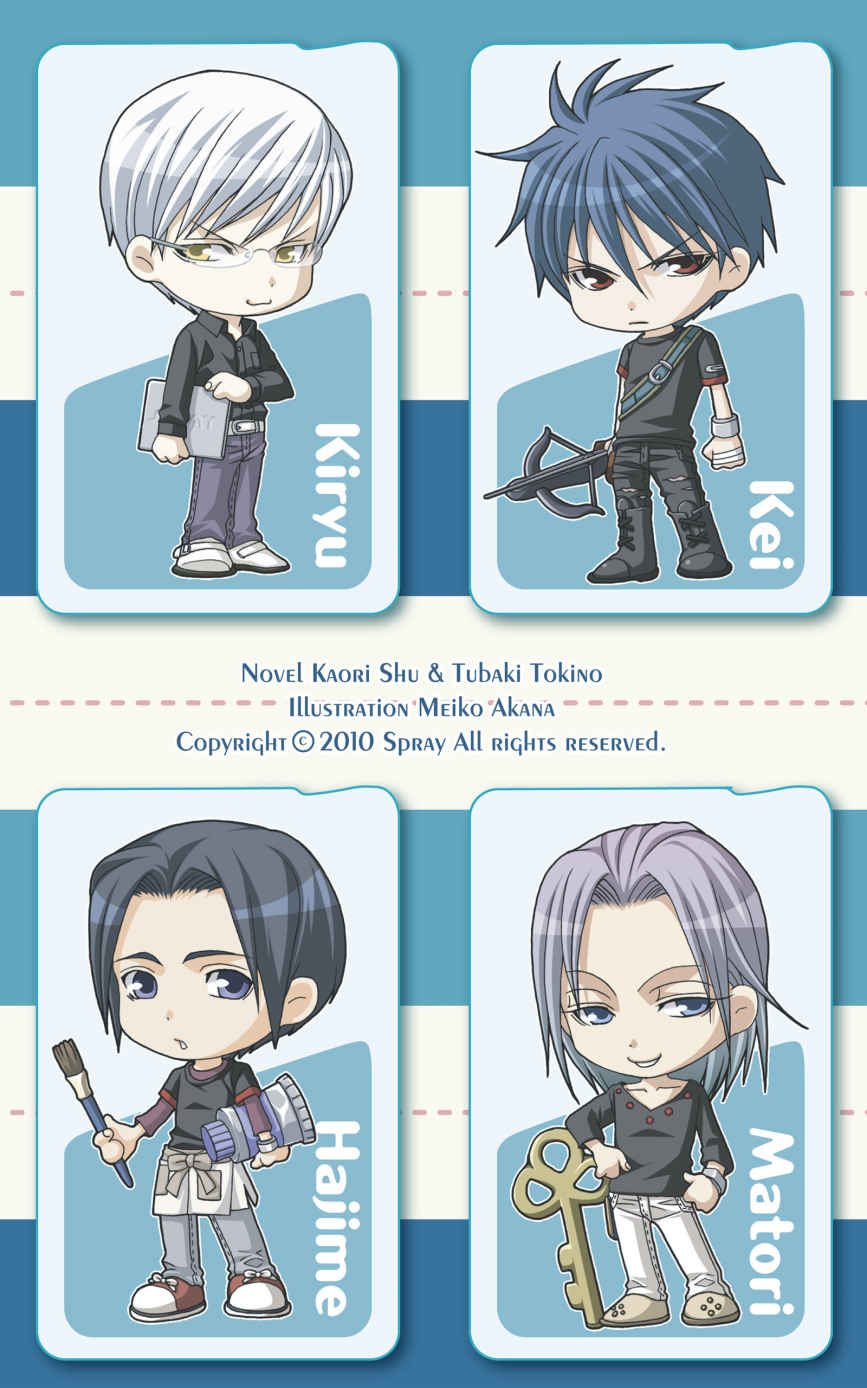 Kiryu
Kei
Novel Kaori Shu & Tubaki Tokino
Illustration Meiko Akana
Copyright © 2010 Spray All rights reserved.
Hajime
Matori